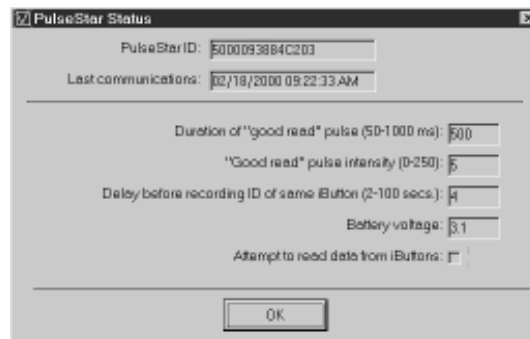 PulseStar Status
PulseStar ID: 5000093884C203
Last communications: 02/18/2000 09:22:33 AM
Duration of "good read" pulse (50-1000 ms): 500
"Good read" pulse intensity (0-250): 5
Delay before recording ID of same iButton (2-100 secs.): 4
Battery voltage: 3.1
Attempt to read data from iButtons:
OK